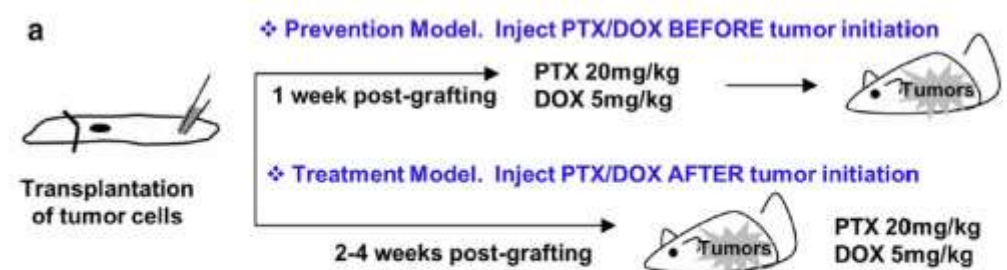 a
❖ Prevention Model. Inject PTX/DOX BEFORE tumor initiation
1 week post-grafting
PTX 20mg/kg
DOX 5mg/kg
Tumors
Transplantation
of tumor cells
❖ Treatment Model. Inject PTX/DOX AFTER tumor initiation
2-4 weeks post-grafting
Tumors
PTX 20mg/kg
DOX 5mg/kg